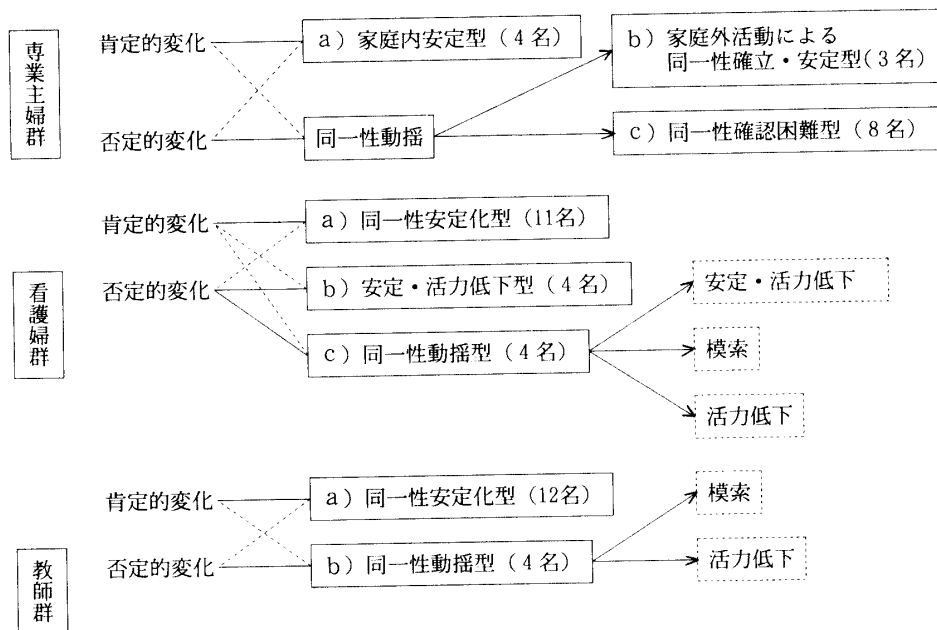 専業主婦群
肯定的変化
a）家庭内安定型（4名）
b）家庭外活動による
同一性確立・安定型(3名)
否定的変化
同一性動揺
c）同一性確認困難型（8名）
看護婦群
肯定的変化
a）同一性安定化型（11名）
否定的変化
b）安定・活力低下型（4名）
安定・活力低下
c）同一性動揺型（4名）
模索
活力低下
教師群
肯定的変化
a）同一性安定化型（12名）
模索
否定的変化
b）同一性動揺型（4名）
活力低下